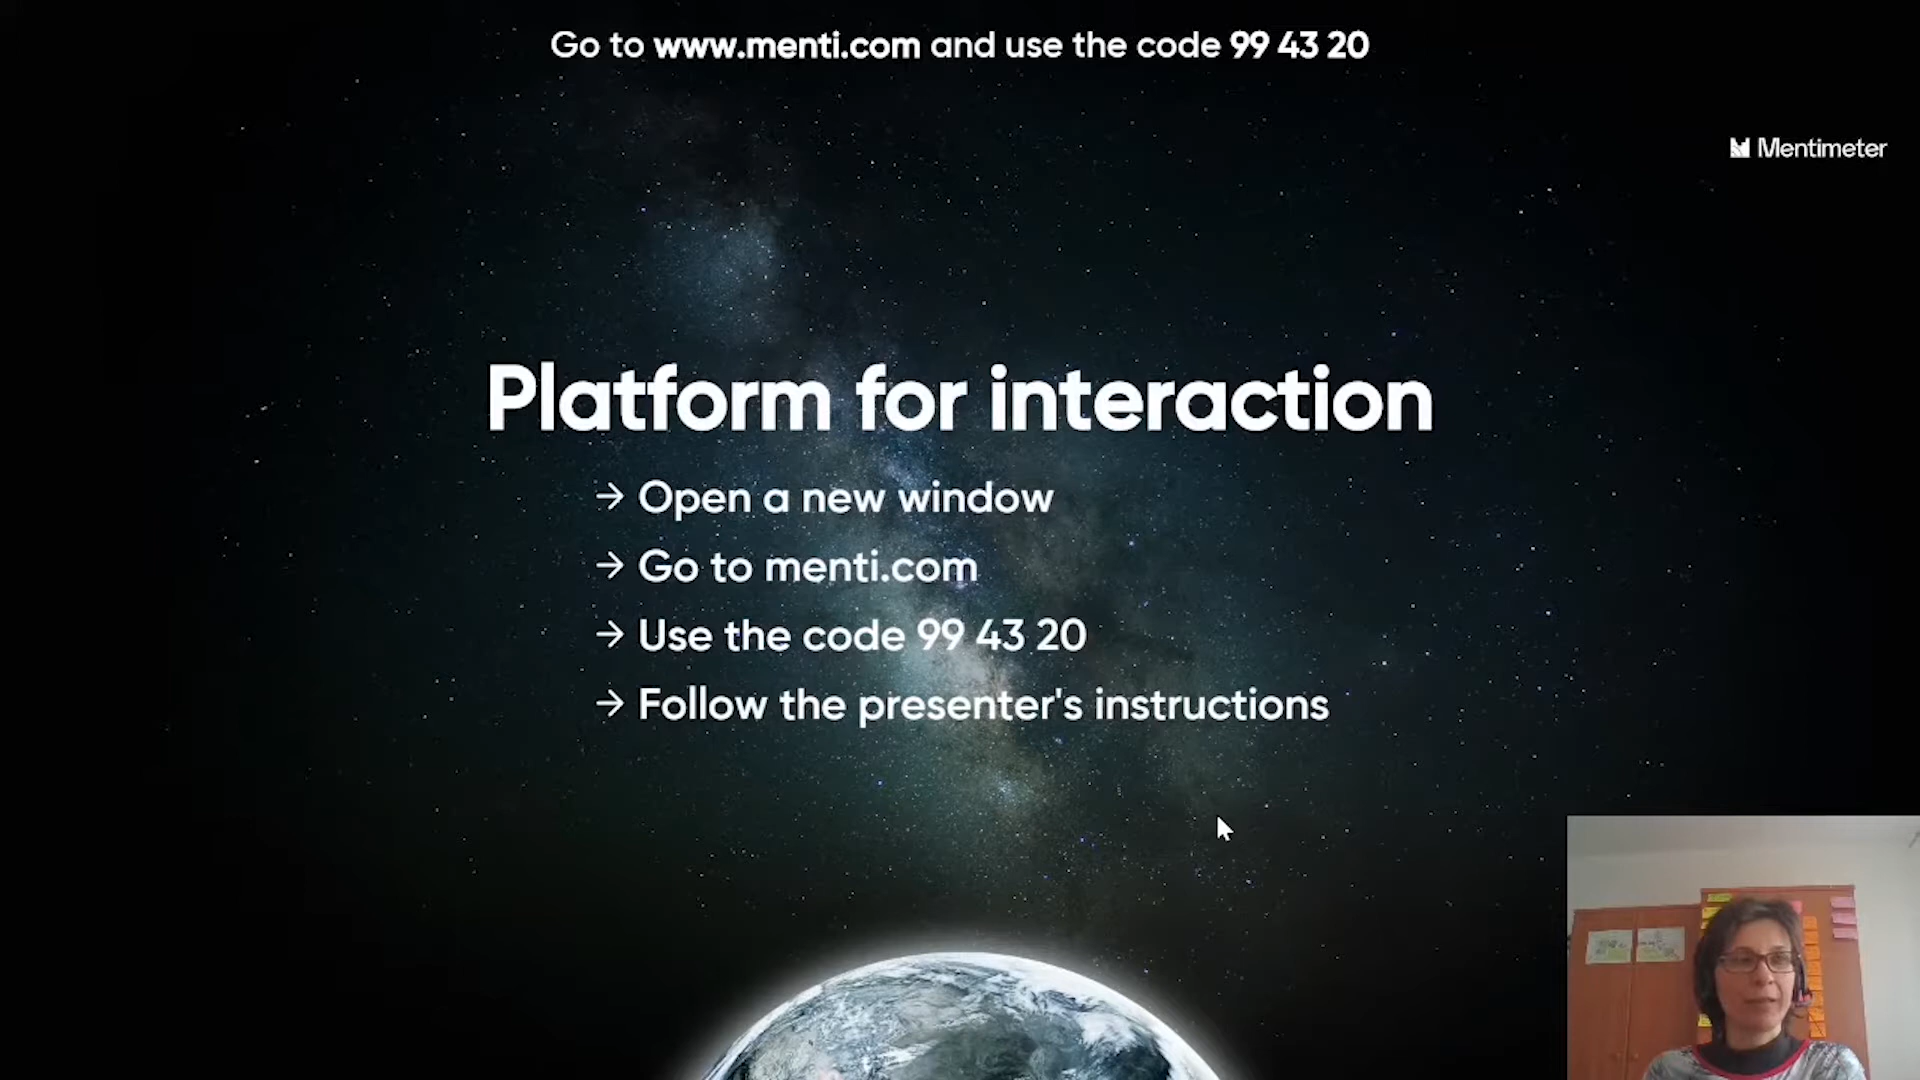 Go to www.menti.com and use the code 99 43 20
Mentimeter
Platform for interaction
→ Open a new window
→ Go to menti.com
→ Use the code 99 43 20
→ Follow the presenter's instructions